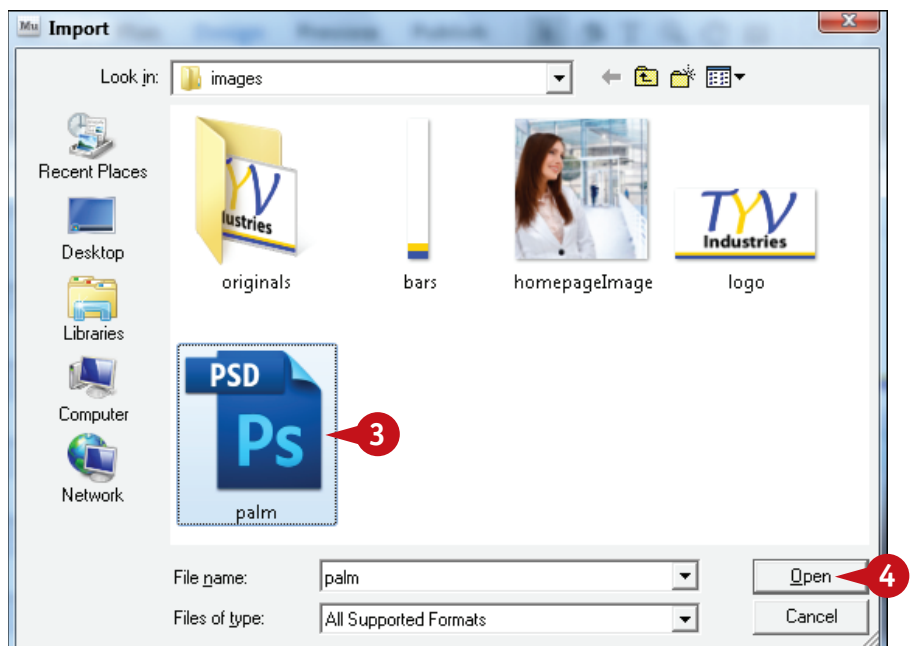 Mu Import
Look in: images
Recent Places
Desktop
Libraries
Computer
Network
TYV
ustries
originals
bars
homepageImage
TYV
Industries
logo
PSD
Ps
3
palm
File name: palm
Open
4
Files of type: All Supported Formats
Cancel